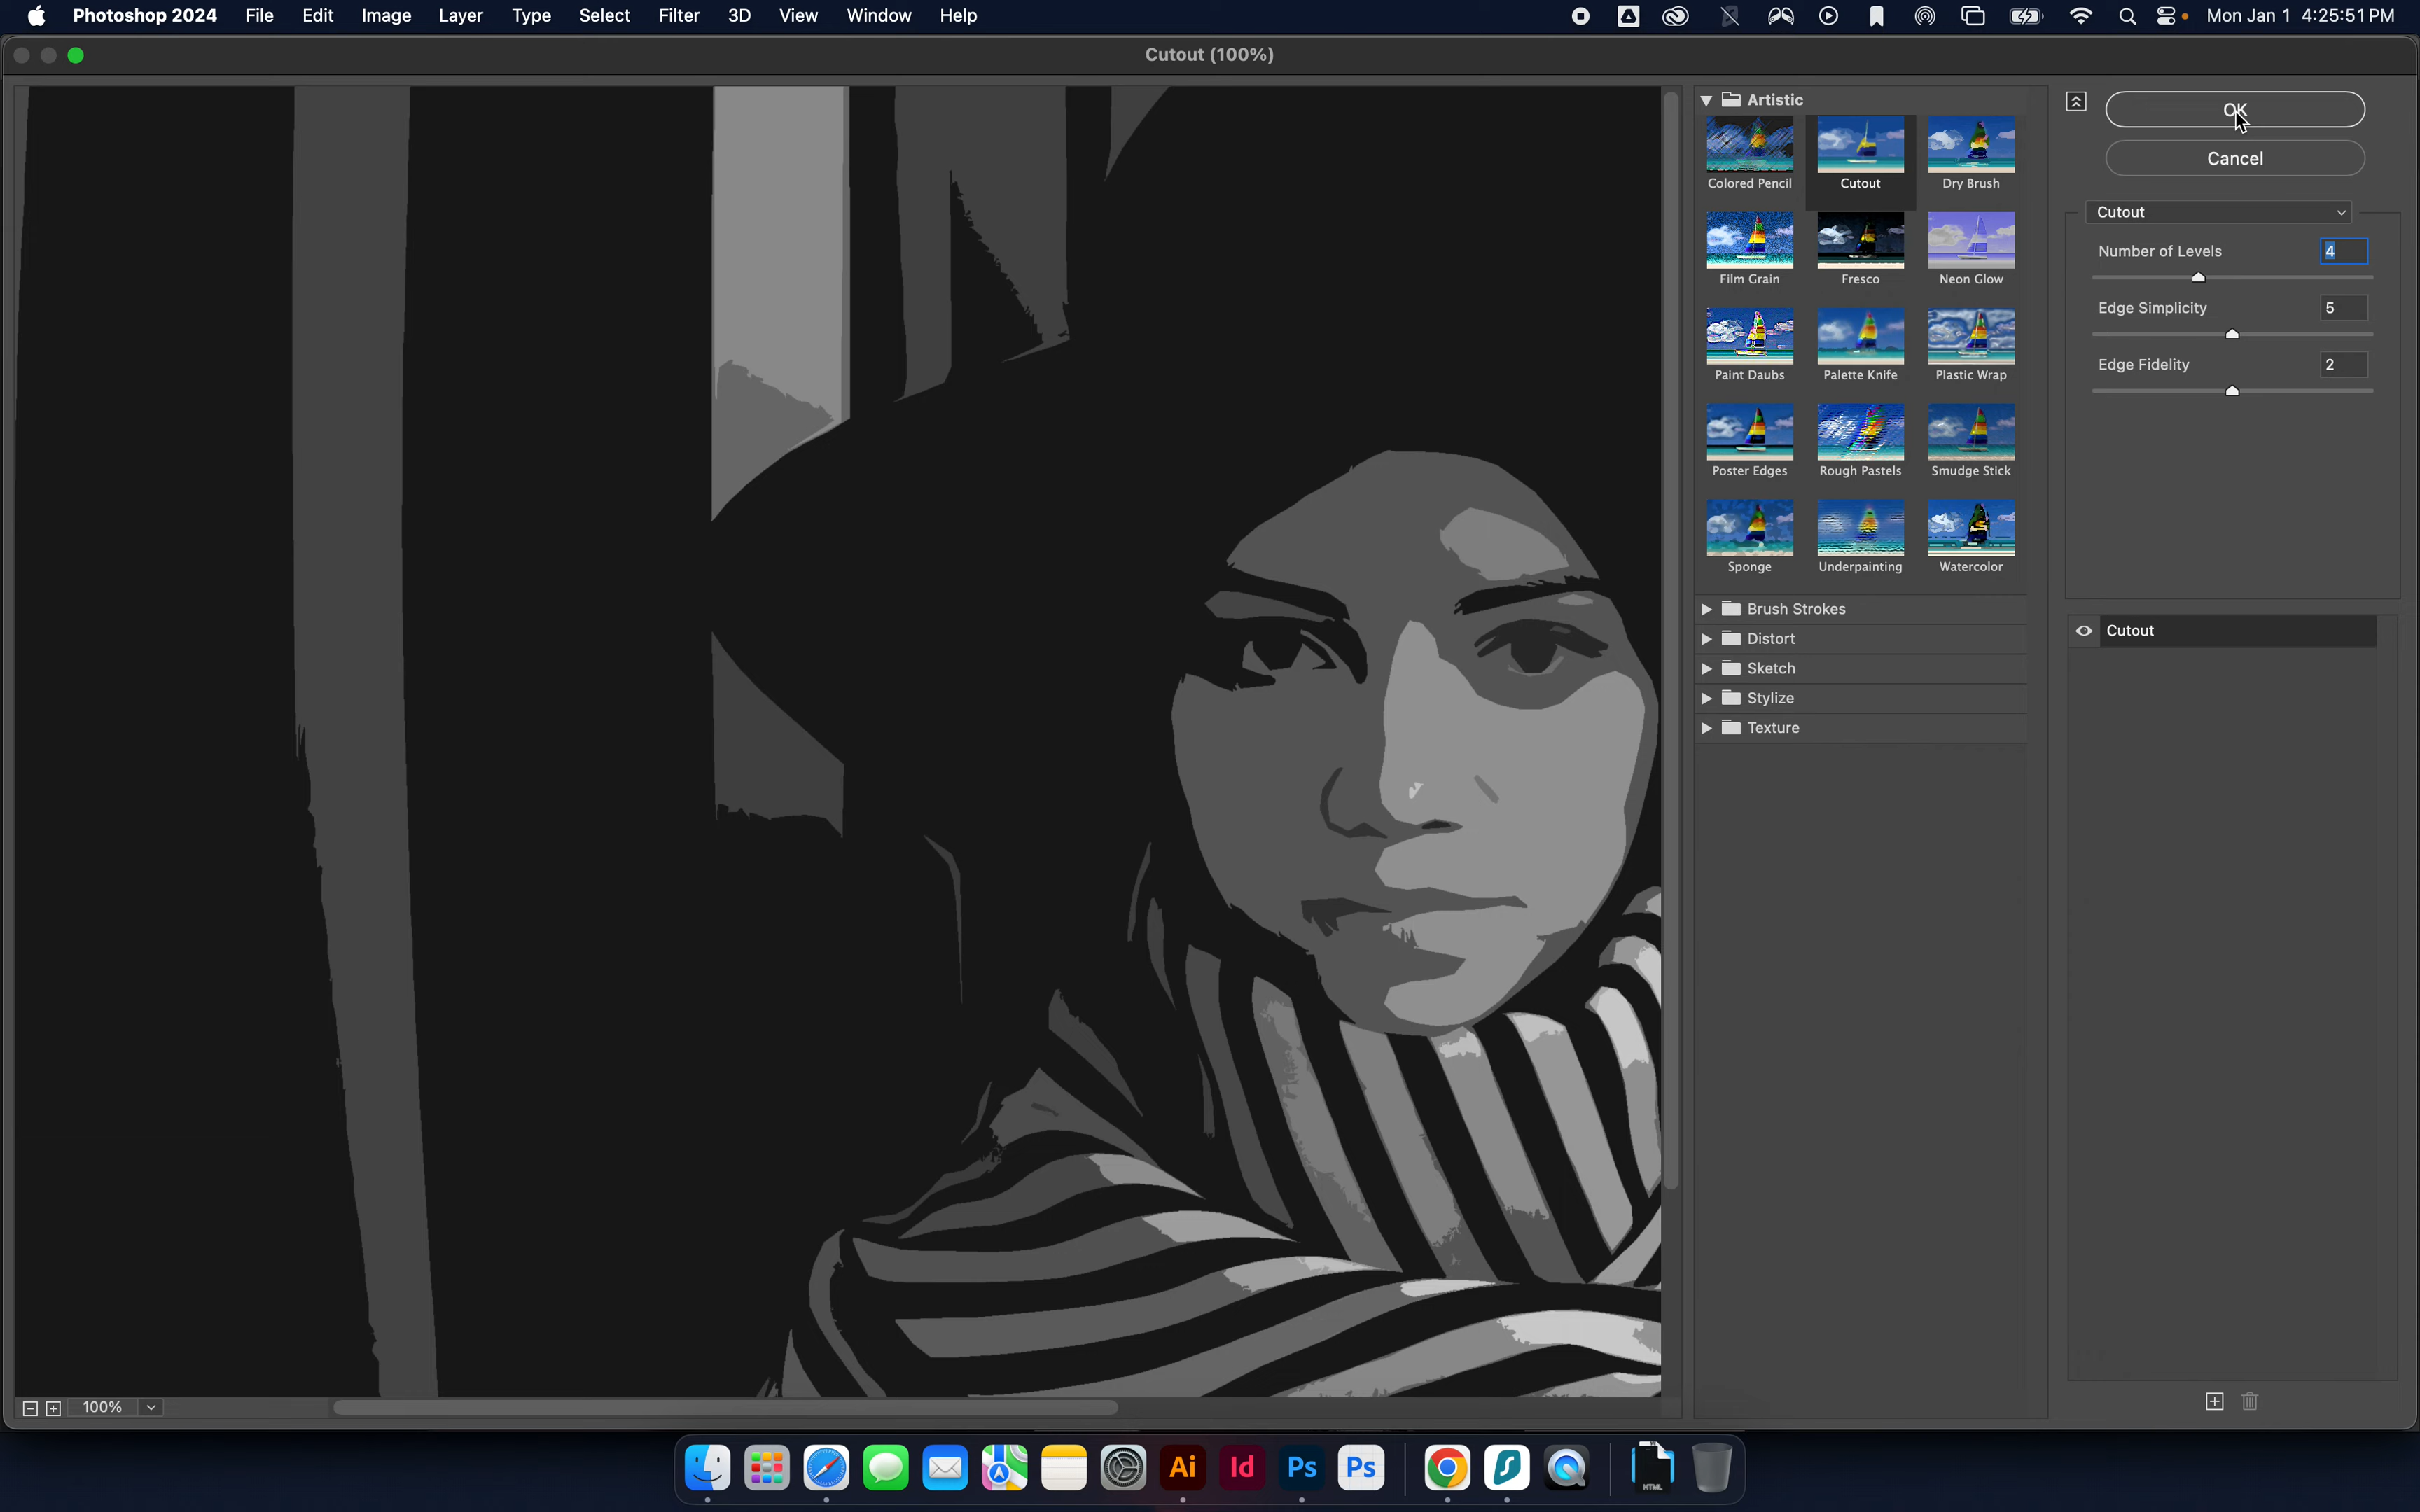 Photoshop 2024 File Edit Image Layer Type Select Filter 3D View Window Help Mon Jan 1 4:25:51 PM
Cutout (100%)
Artistic
Colored Pencil Cutout Dry Brush
Film Grain Fresco Neon Glow
Paint Daubs Palette Knife Plastic Wrap
Poster Edges Rough Pastels Smudge Stick
Sponge Underpainting Watercolor
Brush Strokes
Distort
Sketch
Stylize
Texture
OK
Cancel
Cutout
Number of Levels 4
Edge Simplicity 5
Edge Fidelity 2
Cutout
100%
Ai Id Ps Ps HTML